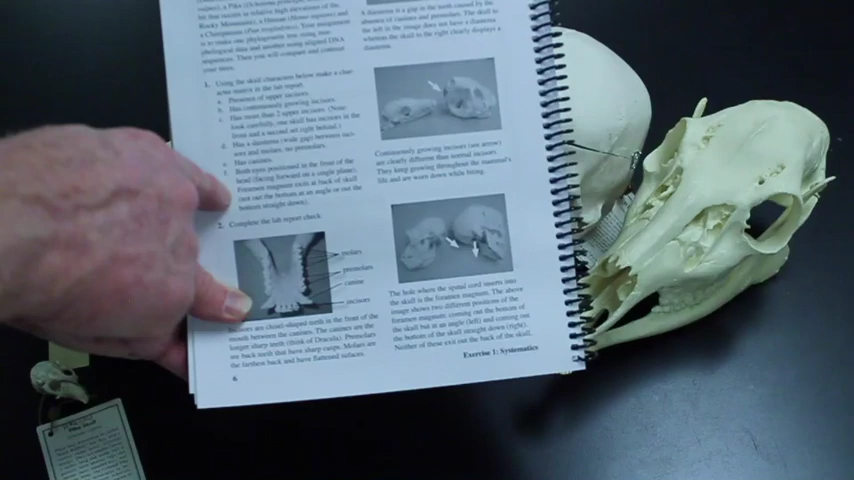 but it occurs in relative high elevations of the
Rocky Mountains), a Human (Homo sapiens) and
a Chimpanzee (Pan troglodytes). Your assignment
is to make one phylogenetic tree using mor-
phological data and another using aligned DNA
sequences. Then you will compare and contrast
your trees.
1. Using the skull characters below make a char-
acter matrix in the lab report.
a. Presence of upper incisors.
b. Has continuously growing incisors.
c. Has more than 2 upper incisors. (Note:
look carefully, one skull has incisors in the
front and a second set right behind.)
d. Has a diastema (wide gap) between inci-
sors and molars, no premolars.
e. Has canines.
f. Both eyes positioned in the front of the
head (facing forward on a single plane).
Foramen magnum exits at back of skull
(not out the bottom at an angle or out the
bottom straight down).
2. Complete the lab report check.
molars
premolars
canine
incisors
Incisors are chisel-shaped teeth in the front of the
mouth between the canines. The canines are the
longer sharp teeth (think of Dracula). Premolars
are back teeth that have sharp cusps. Molars are
the farthest back and have flattened surfaces.
6
A diastema is a gap in the teeth caused by the
absence of canines and premolars. The skull to
the left in the image does not have a diastema
whereas the skull to the right clearly displays a
diastema.
Continuously growing incisors (see arrow)
are clearly different than normal incisors.
They keep growing throughout the mammal's
life and are worn down while biting.
The hole where the spinal cord inserts into
the skull is the foramen magnum. The above
image shows two different positions of the
foramen magnum: coming out the bottom of
the skull but at an angle (left) and coming out
the bottom of the skull straight down (right).
Neither of these exit out the back of the skull.
Exercise 1: Systematics
Pika Skull